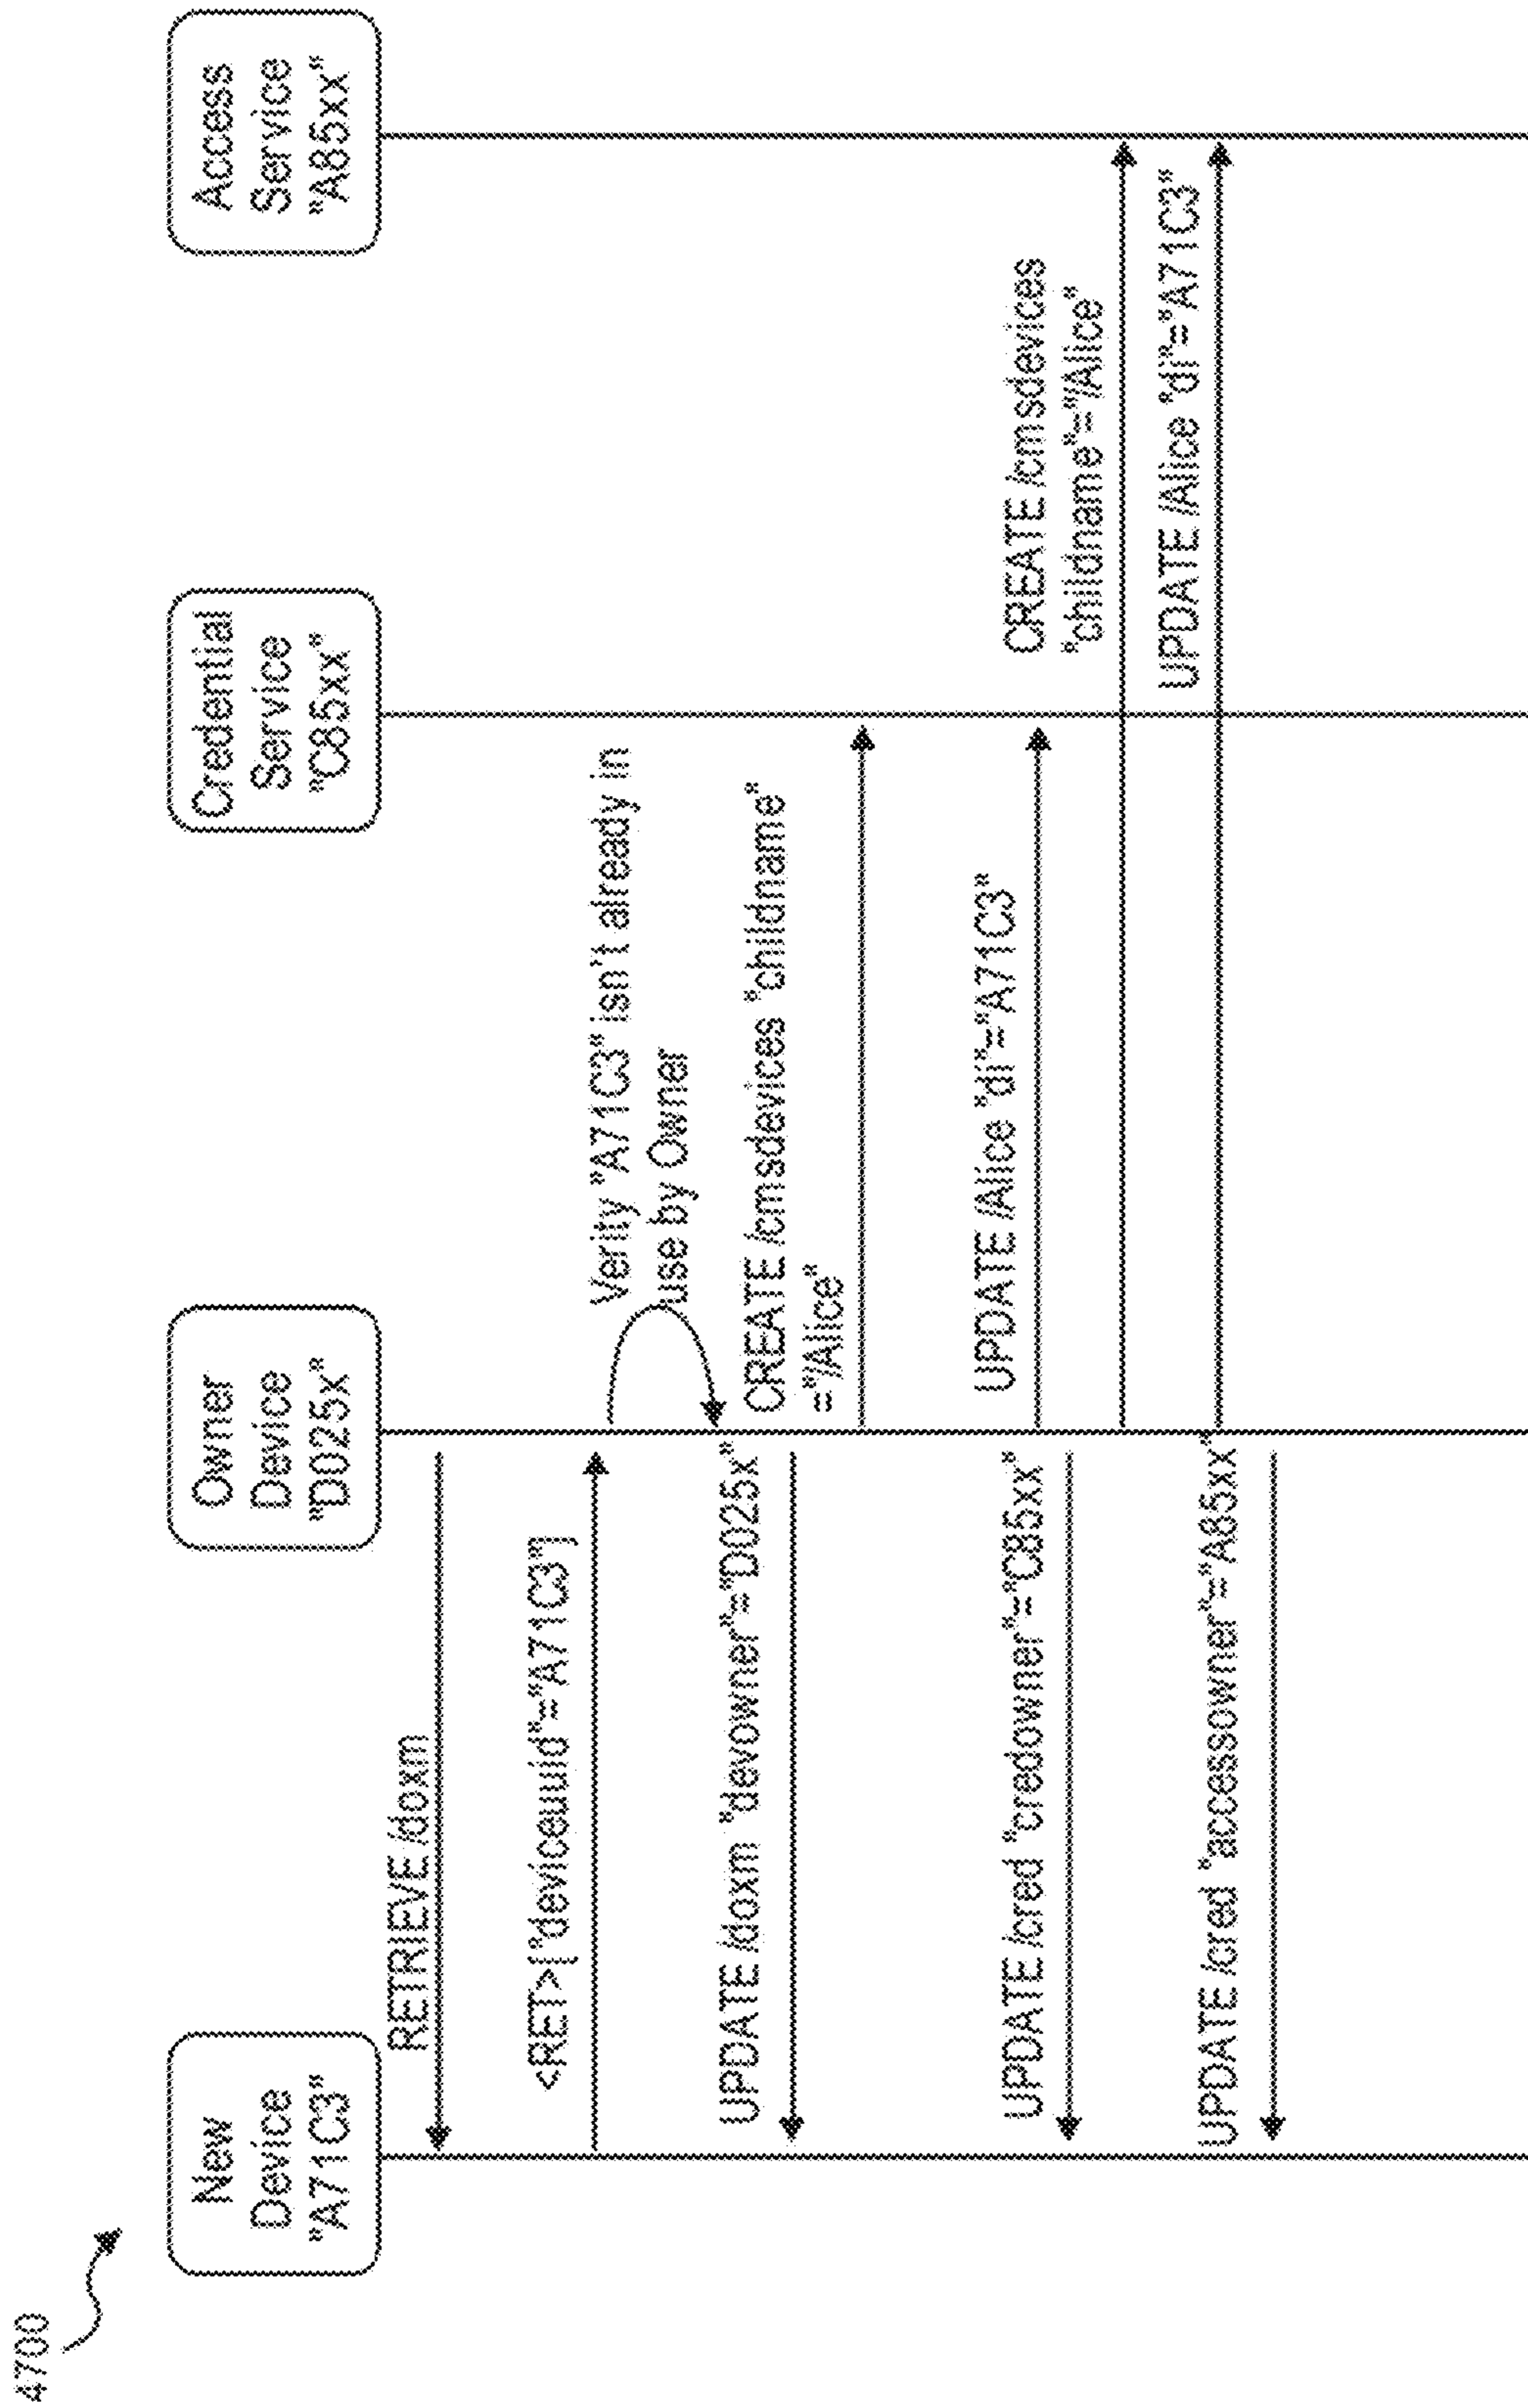 4700
New
Device
"A71C3"
Owner
Device
"D025x"
Credential
Service
"C85xx"
Access
Service
"A85xx"
RETRIEVE /doxm
<RET>["deviceuuid"="A71C3"]
Verify "A71C3" isn't already in
use by Owner
UPDATE /doxm "devowner"="D025x"
CREATE /cmsdevices "childname"
="/Alice"
UPDATE /Alice "di"="A71C3"
UPDATE /cred "credowner"="C85xx"
CREATE /cmsdevices
"childname"="/Alice"
UPDATE /Alice "di"="A71C3"
UPDATE /cred "accessowner"="A85xx"